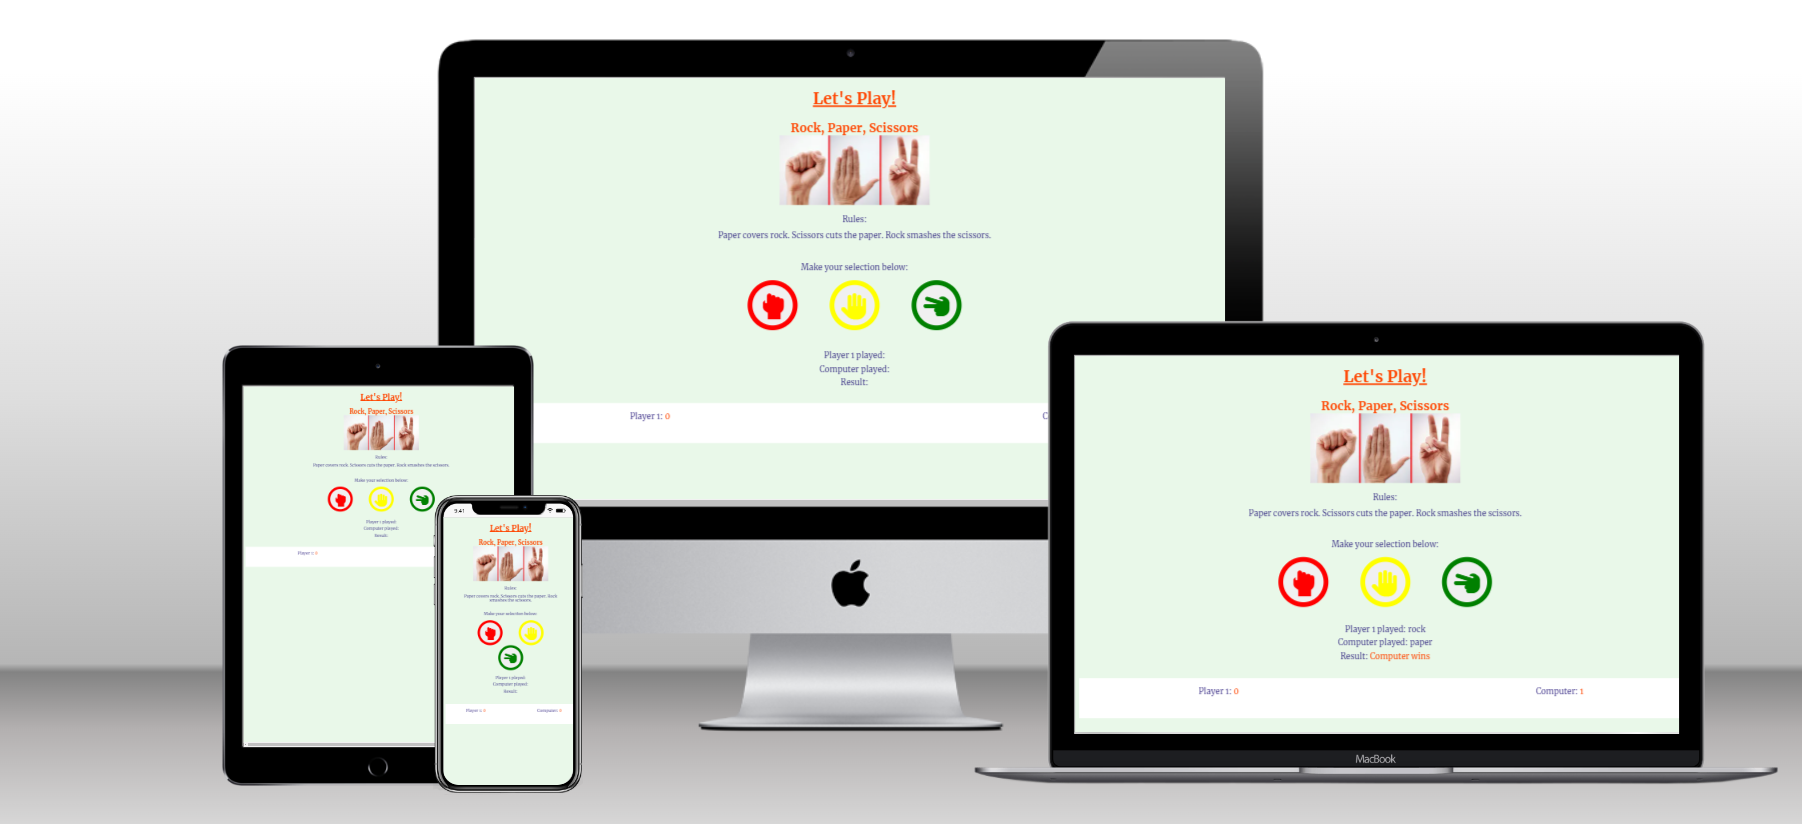 Let's Play!
Rock, Paper, Scissors
Rules:
Paper covers rock. Scissors cuts the paper. Rock smashes the scissors.
Make your selection below:
Player 1 played:
Computer played:
Result:
Player 1: 0
C
Let's Play!
Rock, Paper, Scissors
Rules:
Paper covers rock. Scissors cuts the paper. Rock smashes the scissors.
Make your selection below:
Player 1 played:
Computer played:
Result:
Player 1: 0
9:41
Let's Play!
Rock, Paper, Scissors
Rules:
Paper covers rock. Scissors cuts the paper. Rock
smashes the scissors.
Make your selection below:
Player 1 played:
Computer played:
Result:
Player 1: 0 Computer: 0
Let's Play!
Rock, Paper, Scissors
Rules:
Paper covers rock. Scissors cuts the paper. Rock smashes the scissors.
Make your selection below:
Player 1 played: rock
Computer played: paper
Result: Computer wins
Player 1: 0 Computer: 1
MacBook